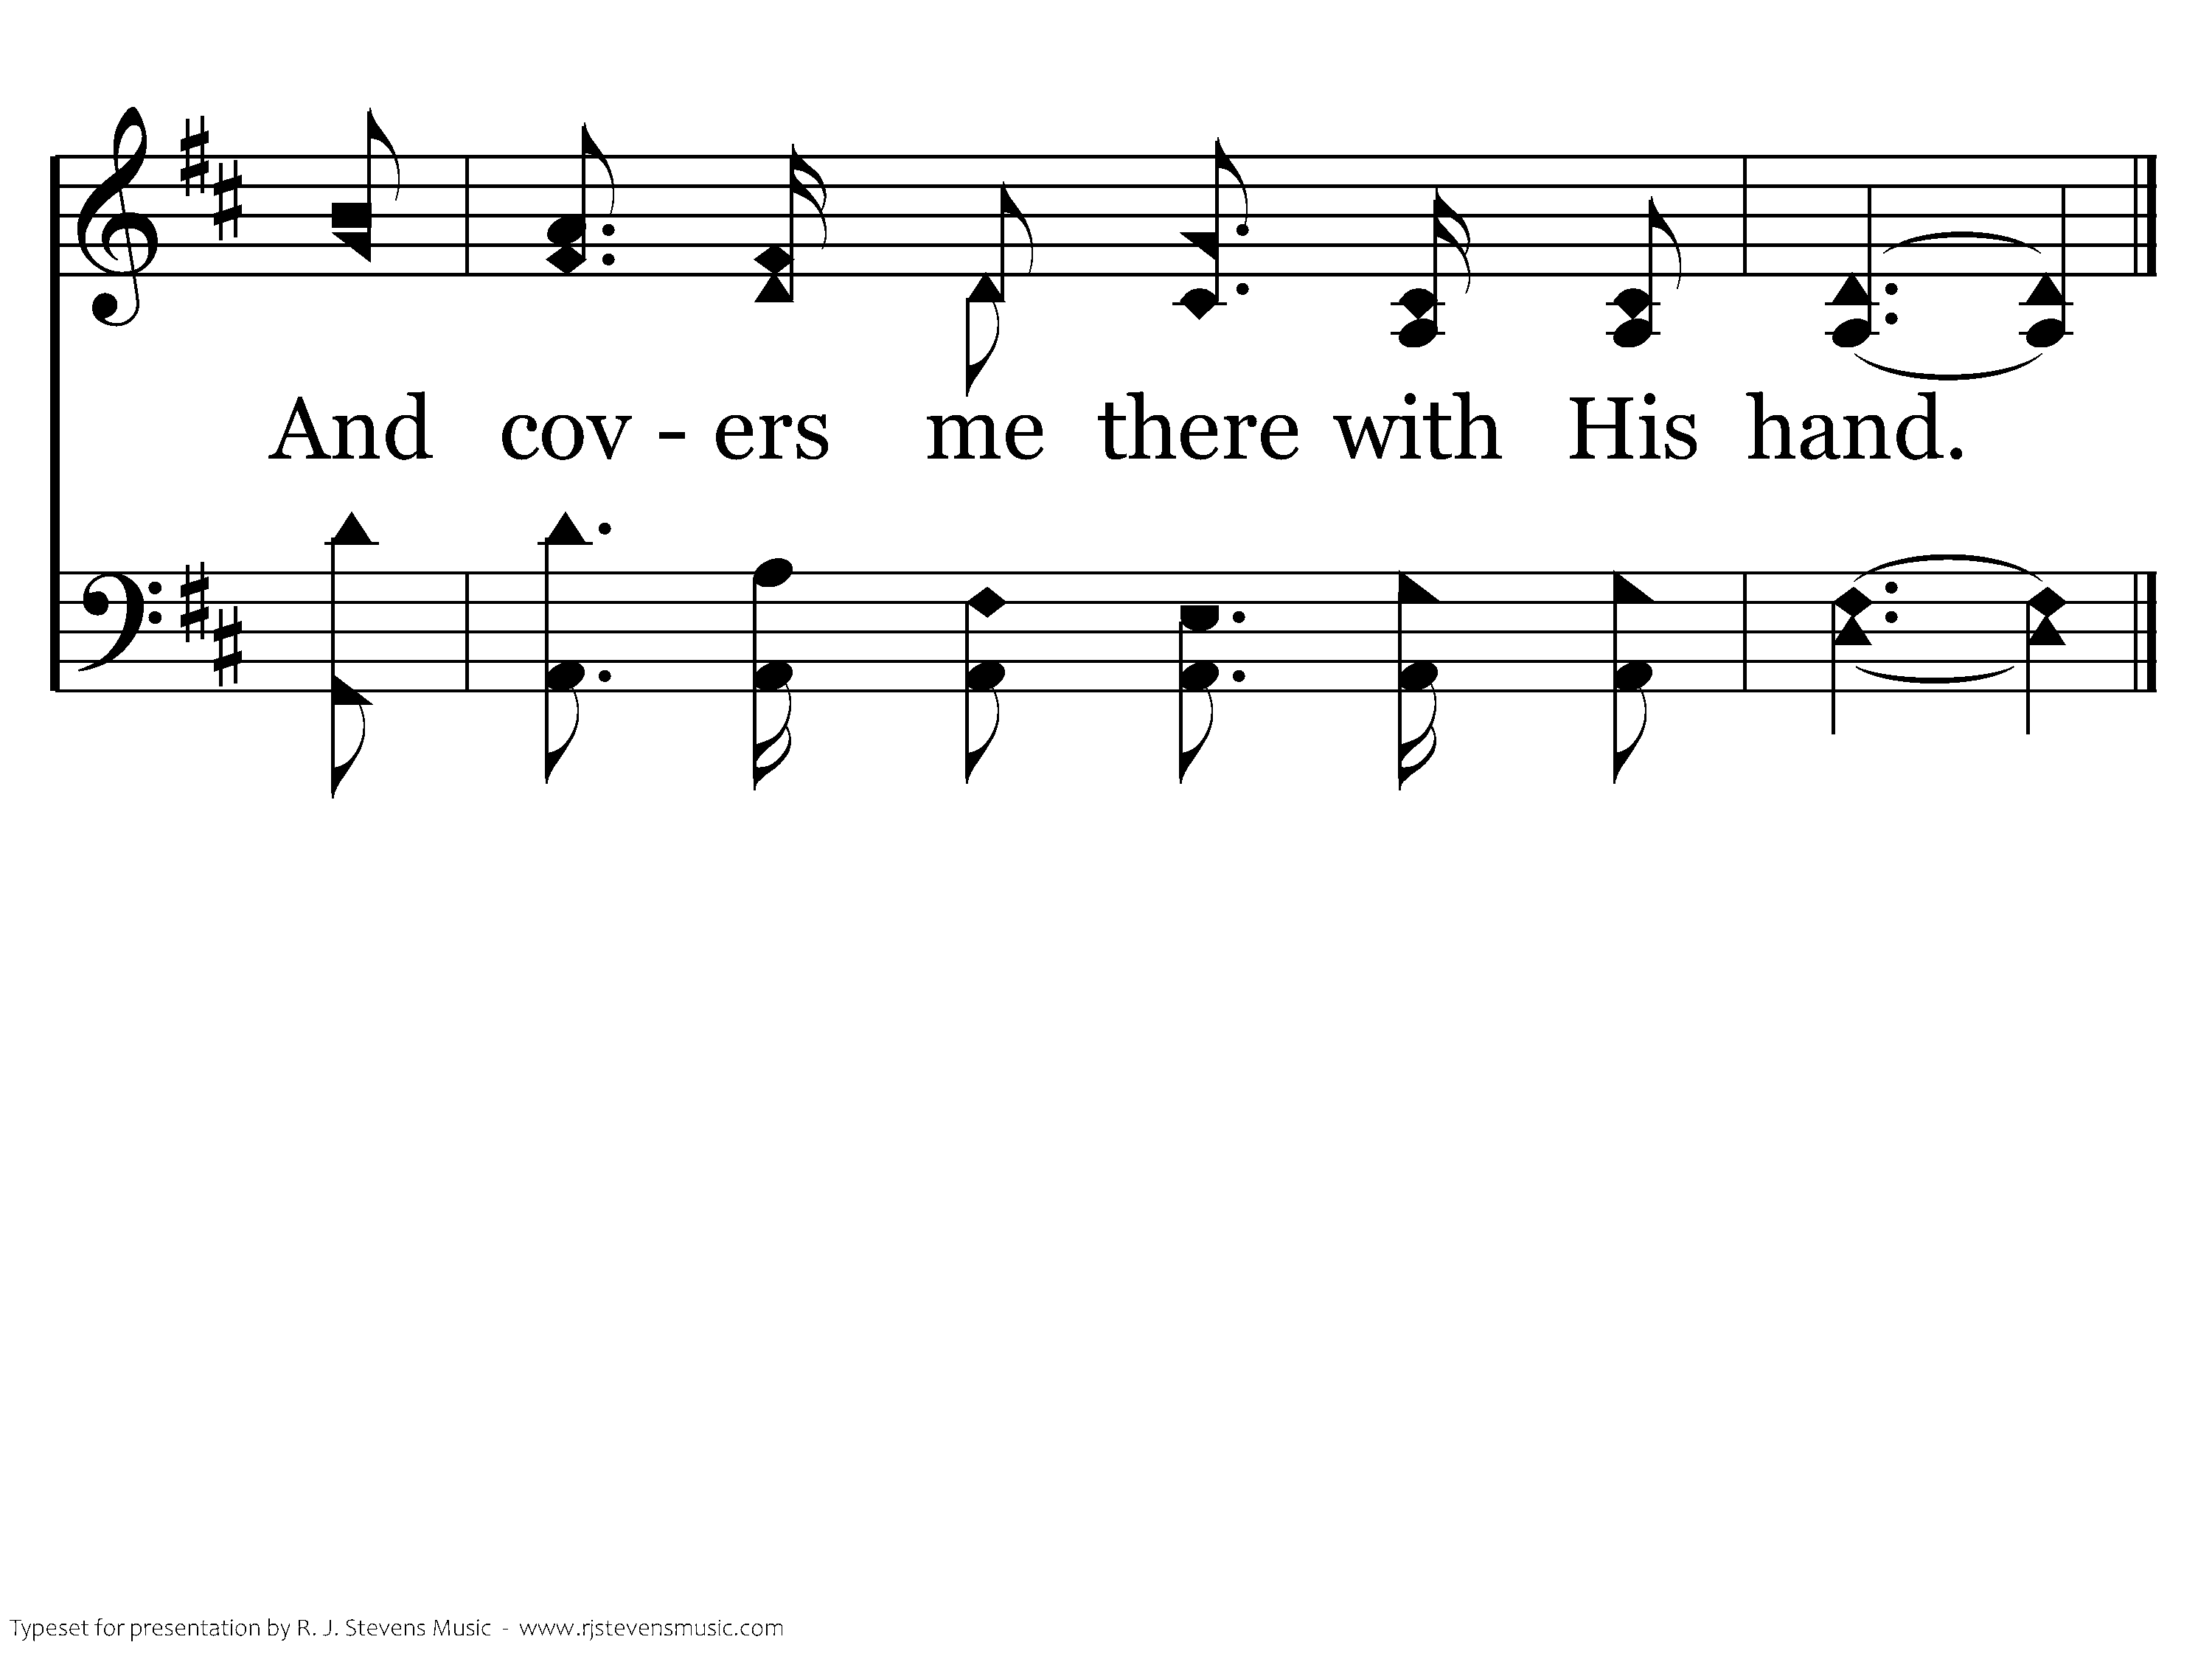 And cov - ers me there with His hand.
Typeset for presentation by R. J. Stevens Music - www.rjstevensmusic.com